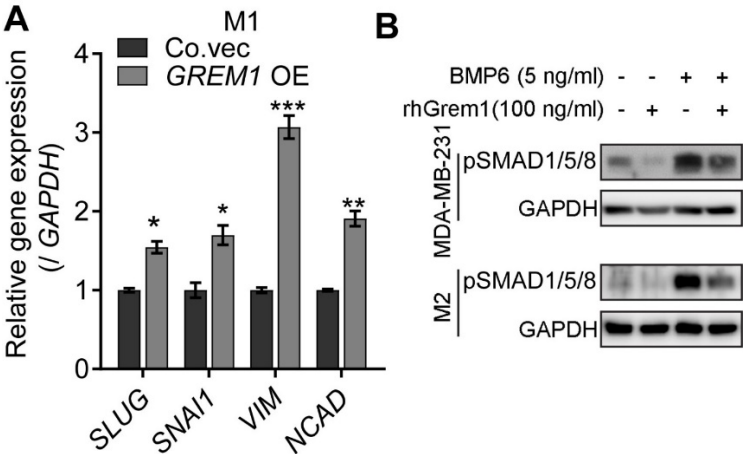 A
M1
Co.vec
GREM1 OE
Relative gene expression
(/ GAPDH)
4
3
2
1
0
*
*
***
**
SLUG
SNAI1
VIM
NCAD
B
BMP6 (5 ng/ml) - - + +
rhGrem1(100 ng/ml) - + - +
MDA-MB-231
pSMAD1/5/8
GAPDH
M2
pSMAD1/5/8
GAPDH